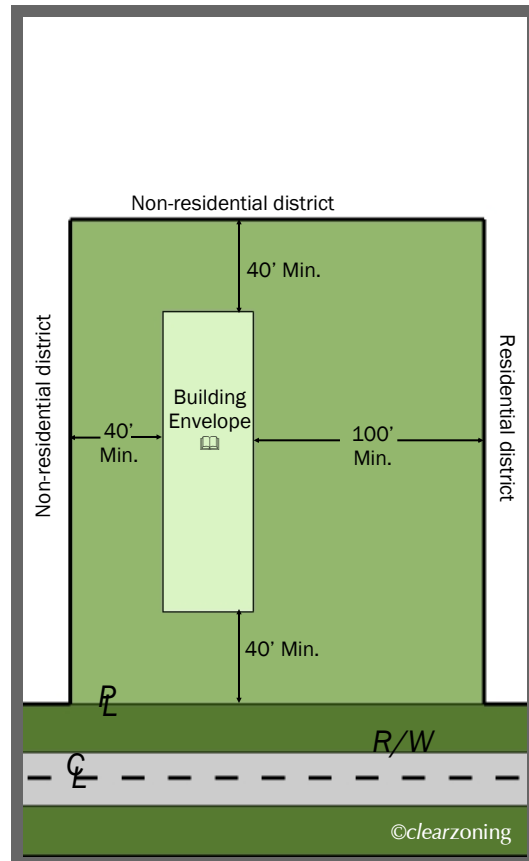 Non-residential district
40’ Min.
Non-residential district
Building
Envelope
Residential district
40’
Min.
100’
Min.
40’ Min.
PL
R/W
CL
©clearzoning